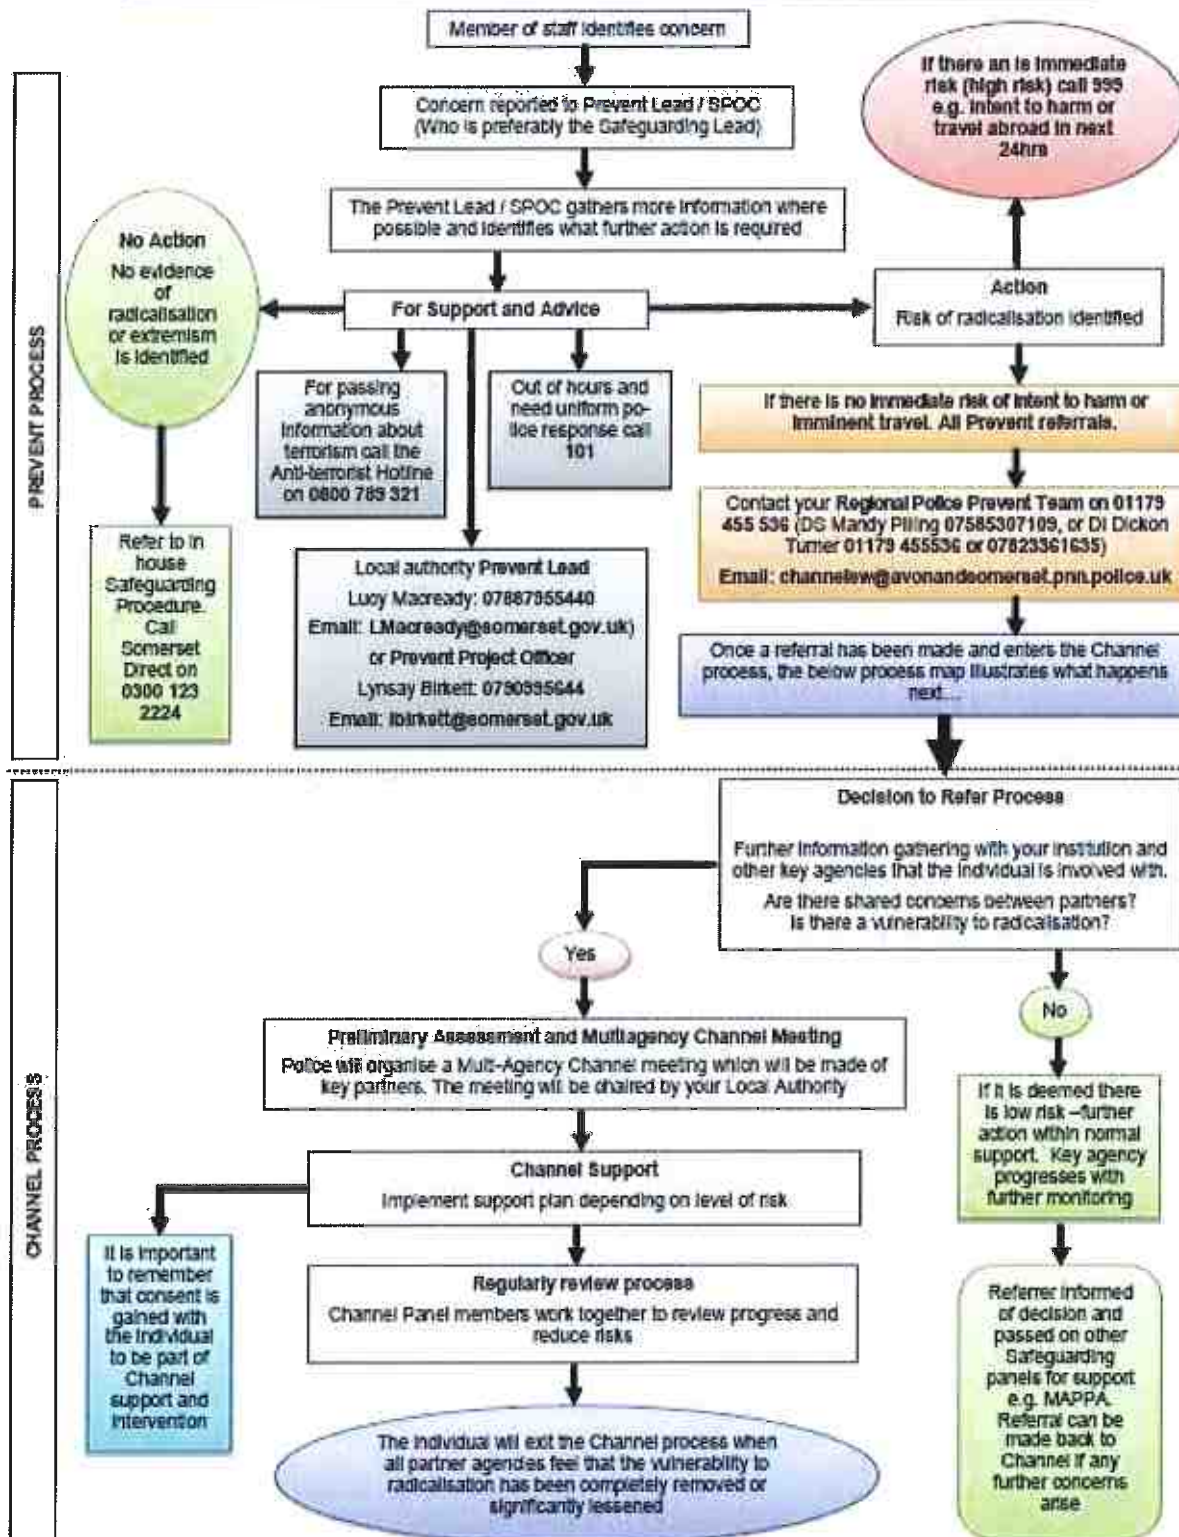 Member of staff identifies concern
If there an is immediate
risk (high risk) call 999
e.g. intent to harm or
travel abroad in next
24hrs
Concern reported to Prevent Lead / SPOC
(Who is preferably the Safeguarding Lead)
The Prevent Lead / SPOC gathers more information where
possible and identifies what further action is required
PREVENT PROCESS
No Action
No evidence
of
radicalisation
or extremism
is identified
For Support and Advice
Action
Risk of radicalisation identified
For passing
anonymous
information about
terrorism call the
Anti-terrorist Hotline
on 0800 789 321
Out of hours and
need uniform po-
lice response call
101
If there is no immediate risk of intent to harm or
imminent travel. All Prevent referrals.
Contact your Regional Police Prevent Team on 01179
455 536 (DS Mandy Pilling 07585307109, or DI Dickon
Turner 01179 455536 or 07823361635)
Email: channelsw@avonandsomerset.pnn.police.uk
Refer to in
house
Safeguarding
Procedure.
Call
Somerset
Direct on
0300 123
2224
Local authority Prevent Lead
Lucy Macready: 07887955440
Email: LMacready@somerset.gov.uk)
or Prevent Project Officer
Lynsay Birkett: 0790995644
Email: lbirkett@somerset.gov.uk
Once a referral has been made and enters the Channel
process, the below process map illustrates what happens
next...
CHANNEL PROCESS
Decision to Refer Process
Further information gathering with your institution and
other key agencies that the individual is involved with.
Are there shared concerns between partners?
Is there a vulnerability to radicalisation?
Yes
No
Preliminary Assessment and Multiagency Channel Meeting
Police will organise a Mult-Agency Channel meeting which will be made of
key partners. The meeting will be chaired by your Local Authority
If it is deemed there
is low risk –further
action within normal
support. Key agency
progresses with
further monitoring
Channel Support
Implement support plan depending on level of risk
It is important
to remember
that consent is
gained with
the individual
to be part of
Channel
support and
intervention
Regularly review process
Channel Panel members work together to review progress and
reduce risks
Referrer informed
of decision and
passed on other
Safeguarding
panels for support
e.g. MAPPA.
Referral can be
made back to
Channel if any
further concerns
arise
The individual will exit the Channel process when
all partner agencies feel that the vulnerability to
radicalisation has been completely removed or
significantly lessened